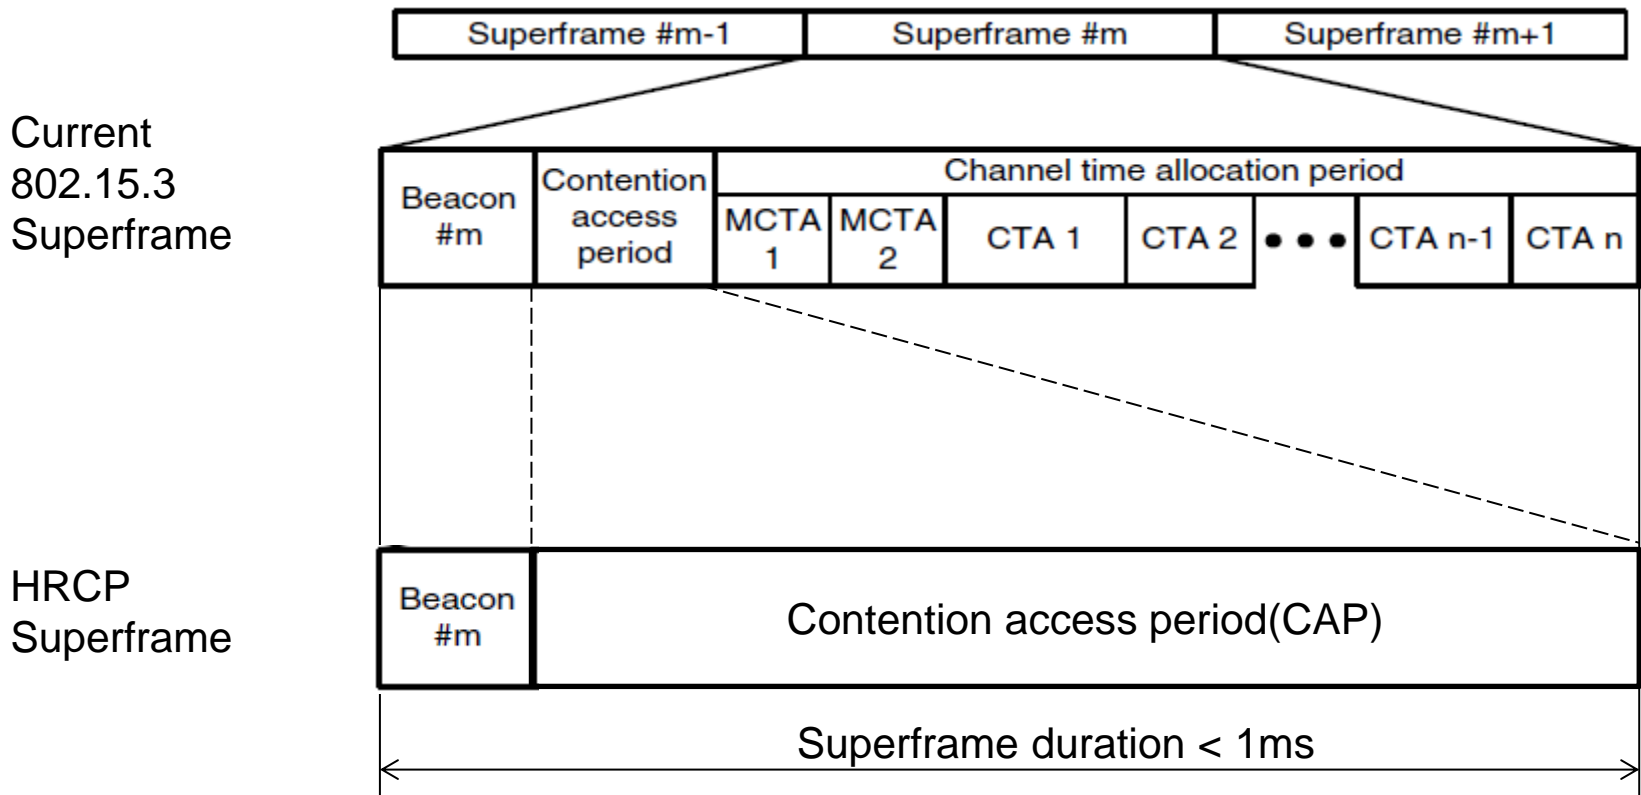 Superframe #m-1 Superframe #m Superframe #m+1
Current
802.15.3
Superframe
Beacon
#m
Contention
access
period
Channel time allocation period
MCTA
1
MCTA
2
CTA 1
CTA 2
•••
CTA n-1
CTA n
HRCP
Superframe
Beacon
#m
Contention access period(CAP)
Superframe duration < 1ms